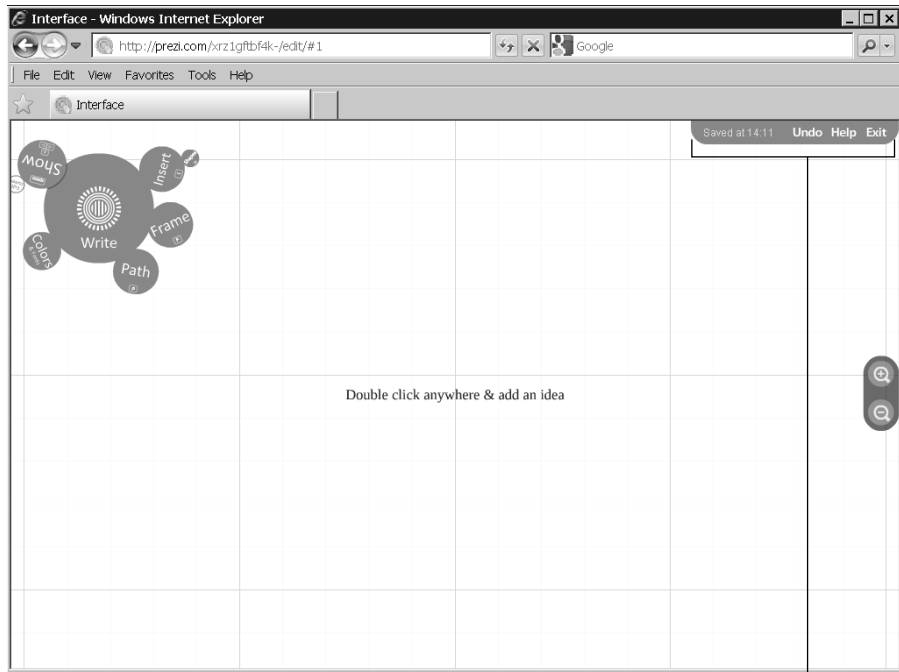 Interface - Windows Internet Explorer
http://prezi.com/xrz1gftbf4k-/edit/#1
Google
File Edit View Favorites Tools Help
Interface
Saved at 14:11 Undo Help Exit
Show
Insert
Frame
Write
Colors
& Fonts
Path
Double click anywhere & add an idea